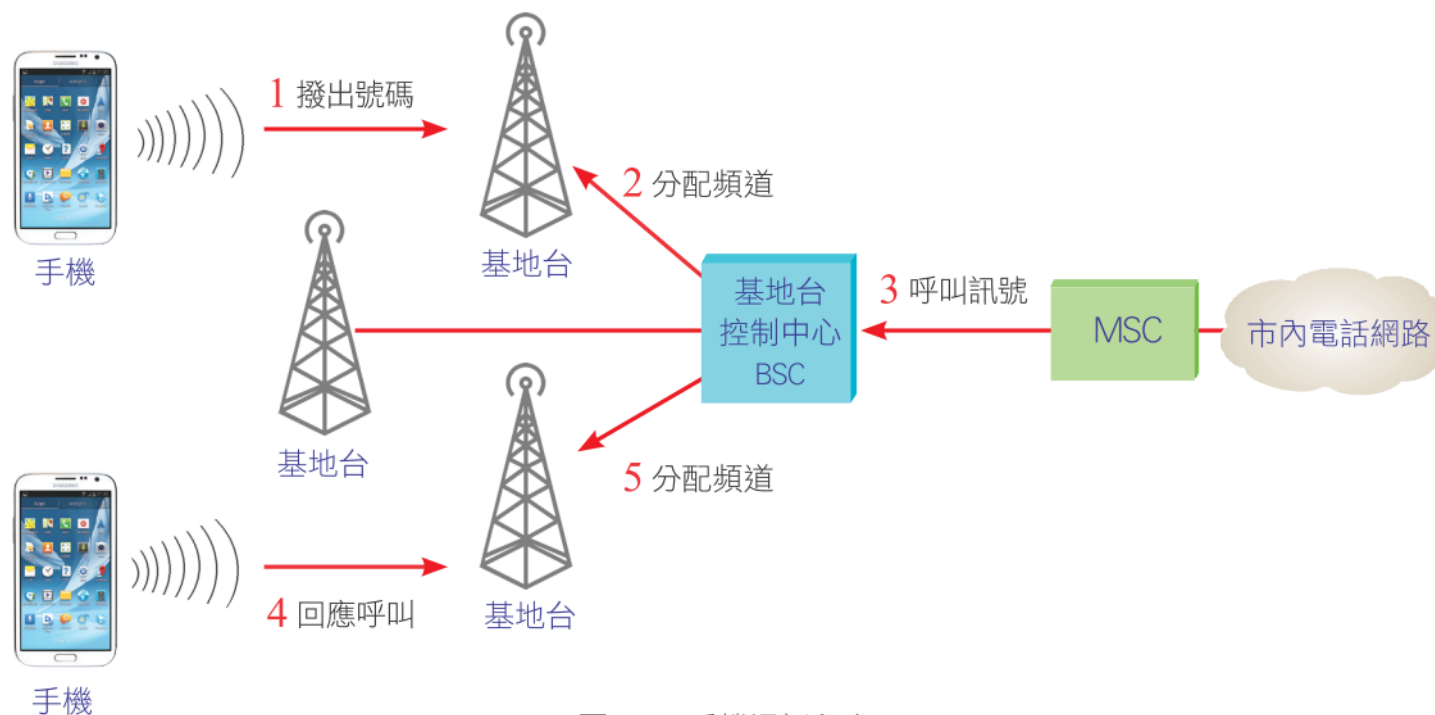 1 撥出號碼
2 分配頻道
基地台
手機
3 呼叫訊號
基地台
控制中心
BSC
MSC
市內電話網路
基地台
5 分配頻道
4 回應呼叫
基地台
手機